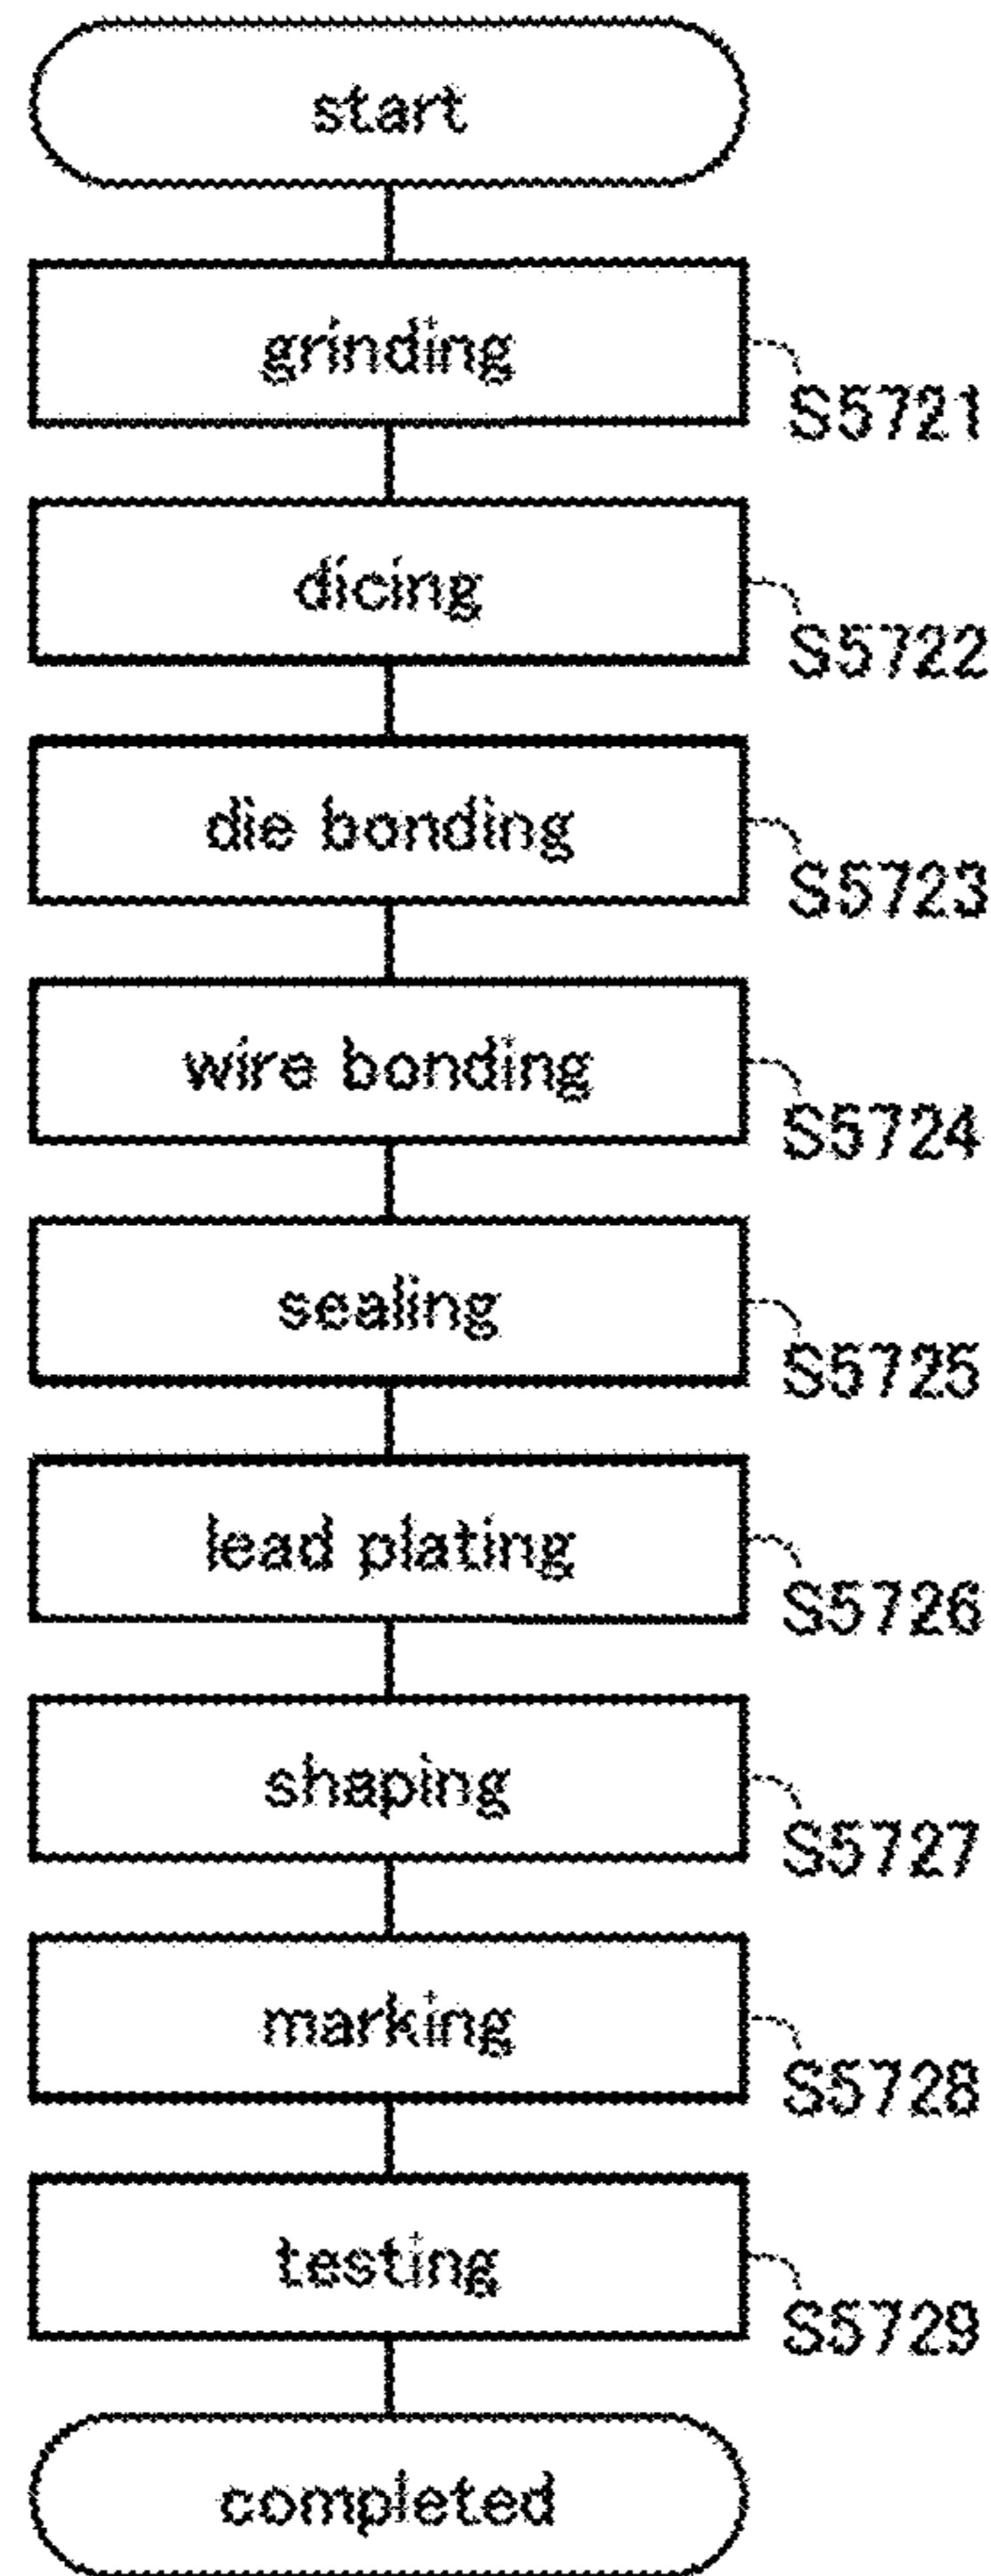 start
grinding
S5721
dicing
S5722
die bonding
S5723
wire bonding
S5724
sealing
S5725
lead plating
S5726
shaping
S5727
marking
S5728
testing
S5729
completed